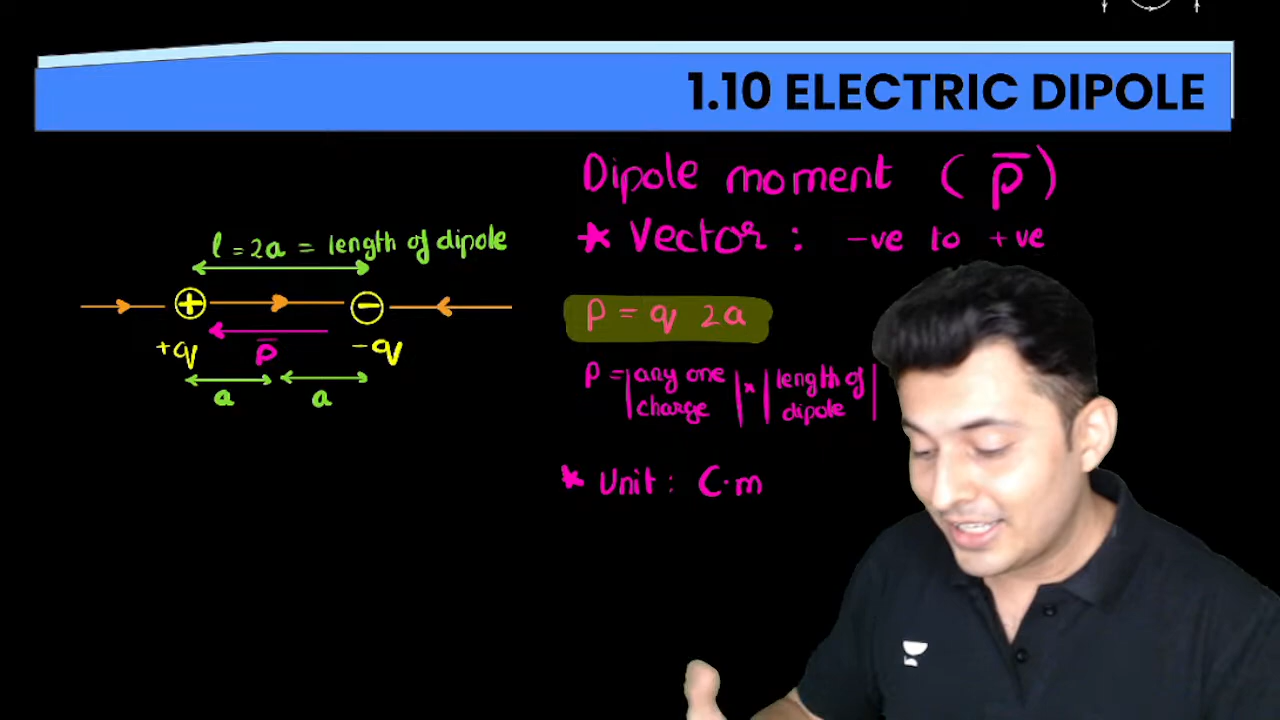 1.10 ELECTRIC DIPOLE
Dipole moment ( p̅ )
* Vector : -ve to +ve
l = 2a = length of dipole
+ −
+q p̅ -q
a a
P = q 2a
P = |any one charge| * |length of dipole|
* Unit : C·m